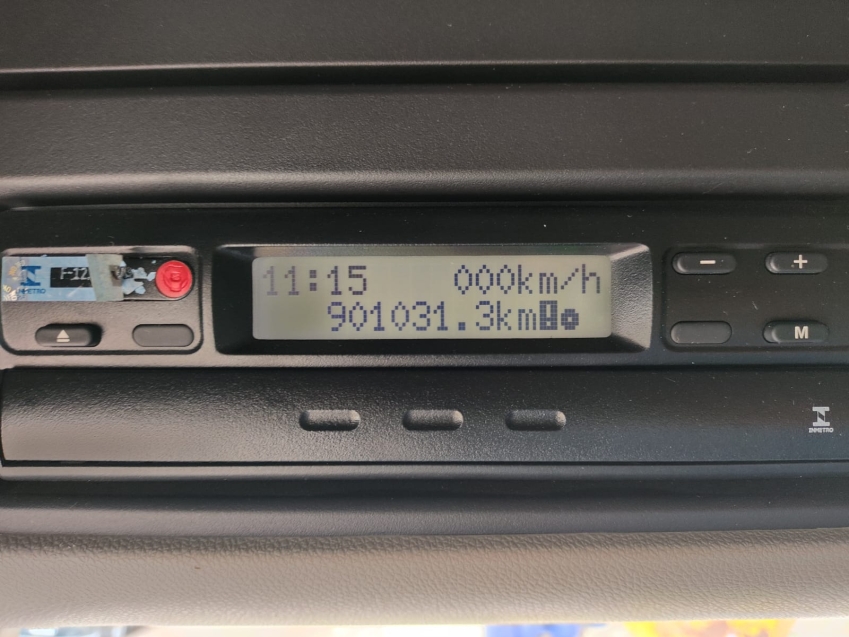 11:15 000km/h
901031.3km
INMETRO
- +
M
INMETRO